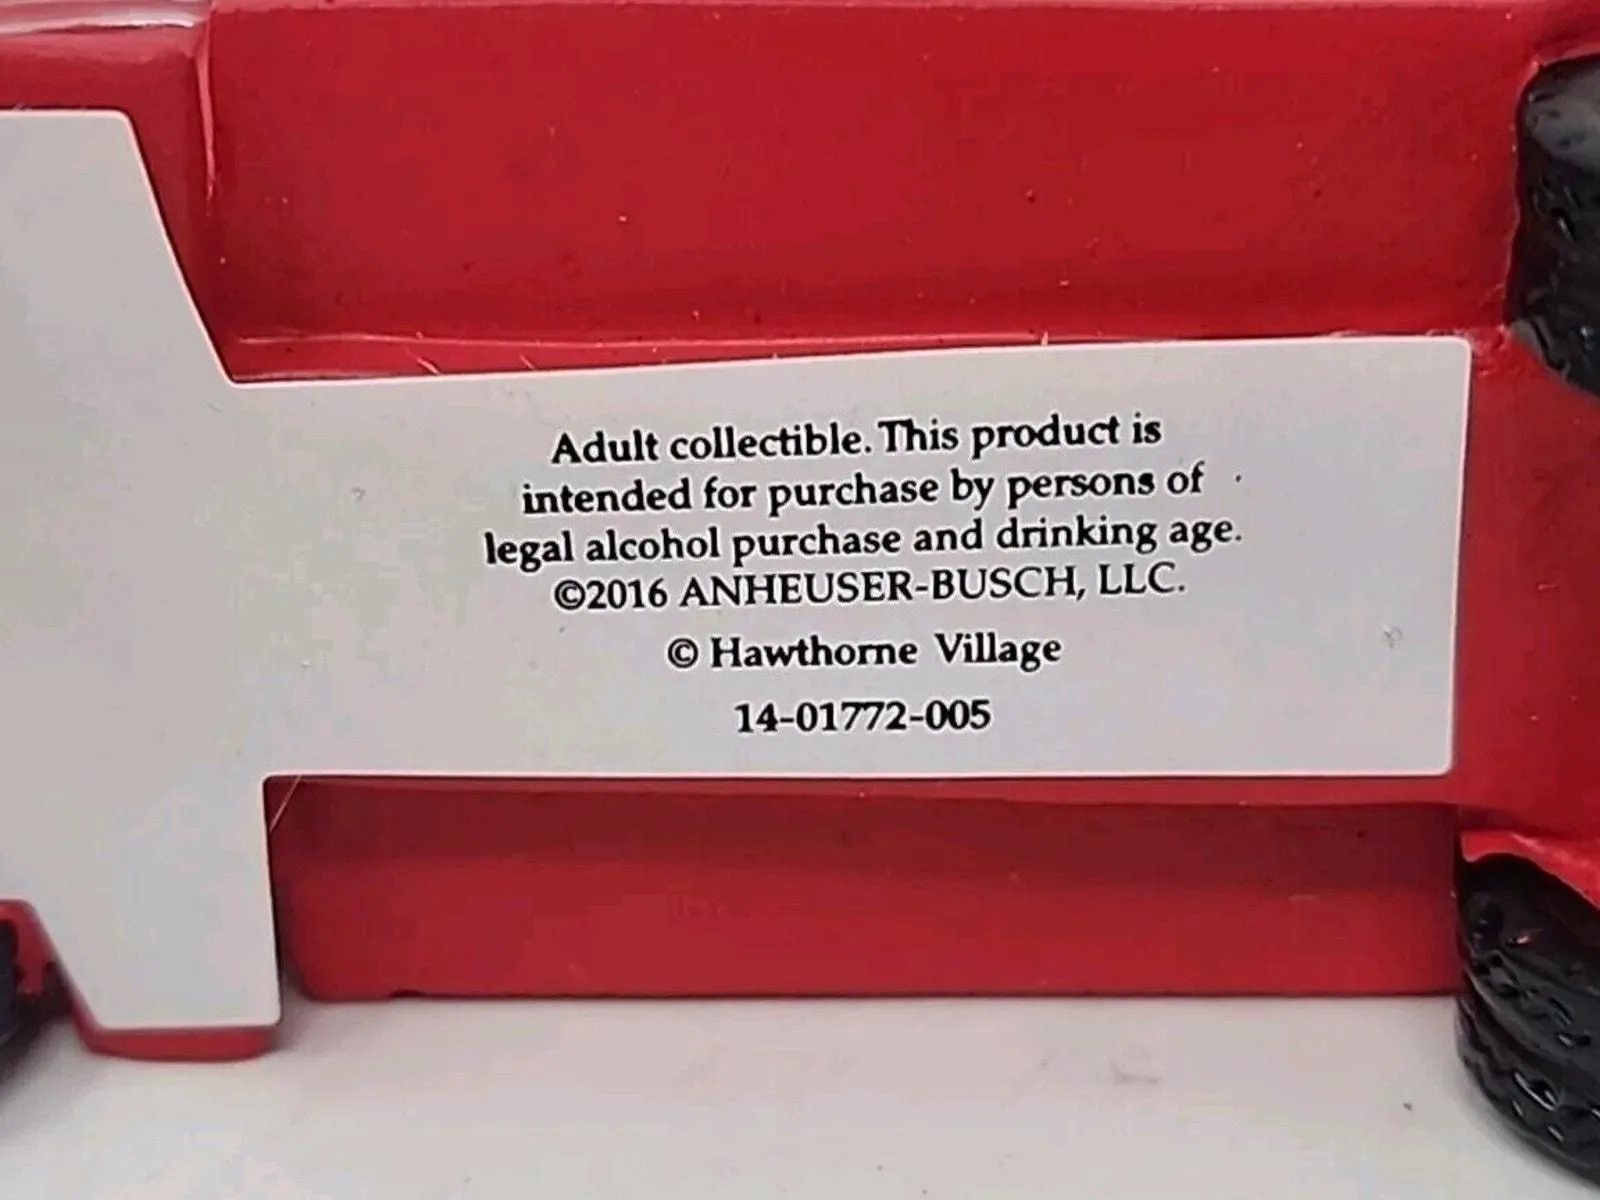 Adult collectible. This product is
intended for purchase by persons of
legal alcohol purchase and drinking age.
©2016 ANHEUSER-BUSCH, LLC.
© Hawthorne Village
14-01772-005